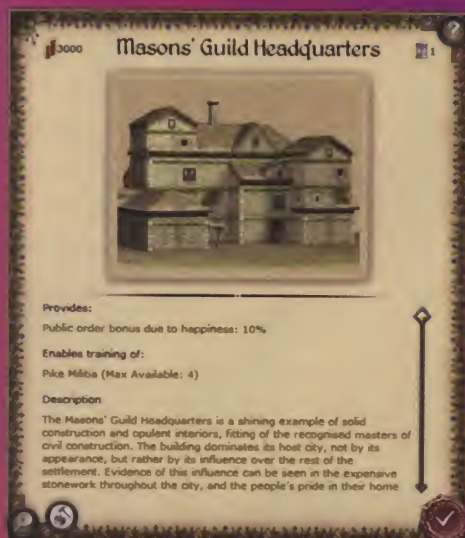 3000
Masons' Guild Headquarters
1
Provides:
Public order bonus due to happiness: 10%
Enables training of:
Pike Militia (Max Available: 4)
Description
The Masons' Guild Headquarters is a shining example of solid
construction and opulent interiors, fitting of the recognised masters of
civil construction. The building dominates its host city, not by its
appearance, but rather by its influence over the rest of the
settlement. Evidence of this influence can be seen in the expensive
stonework throughout the city, and the people's pride in their home